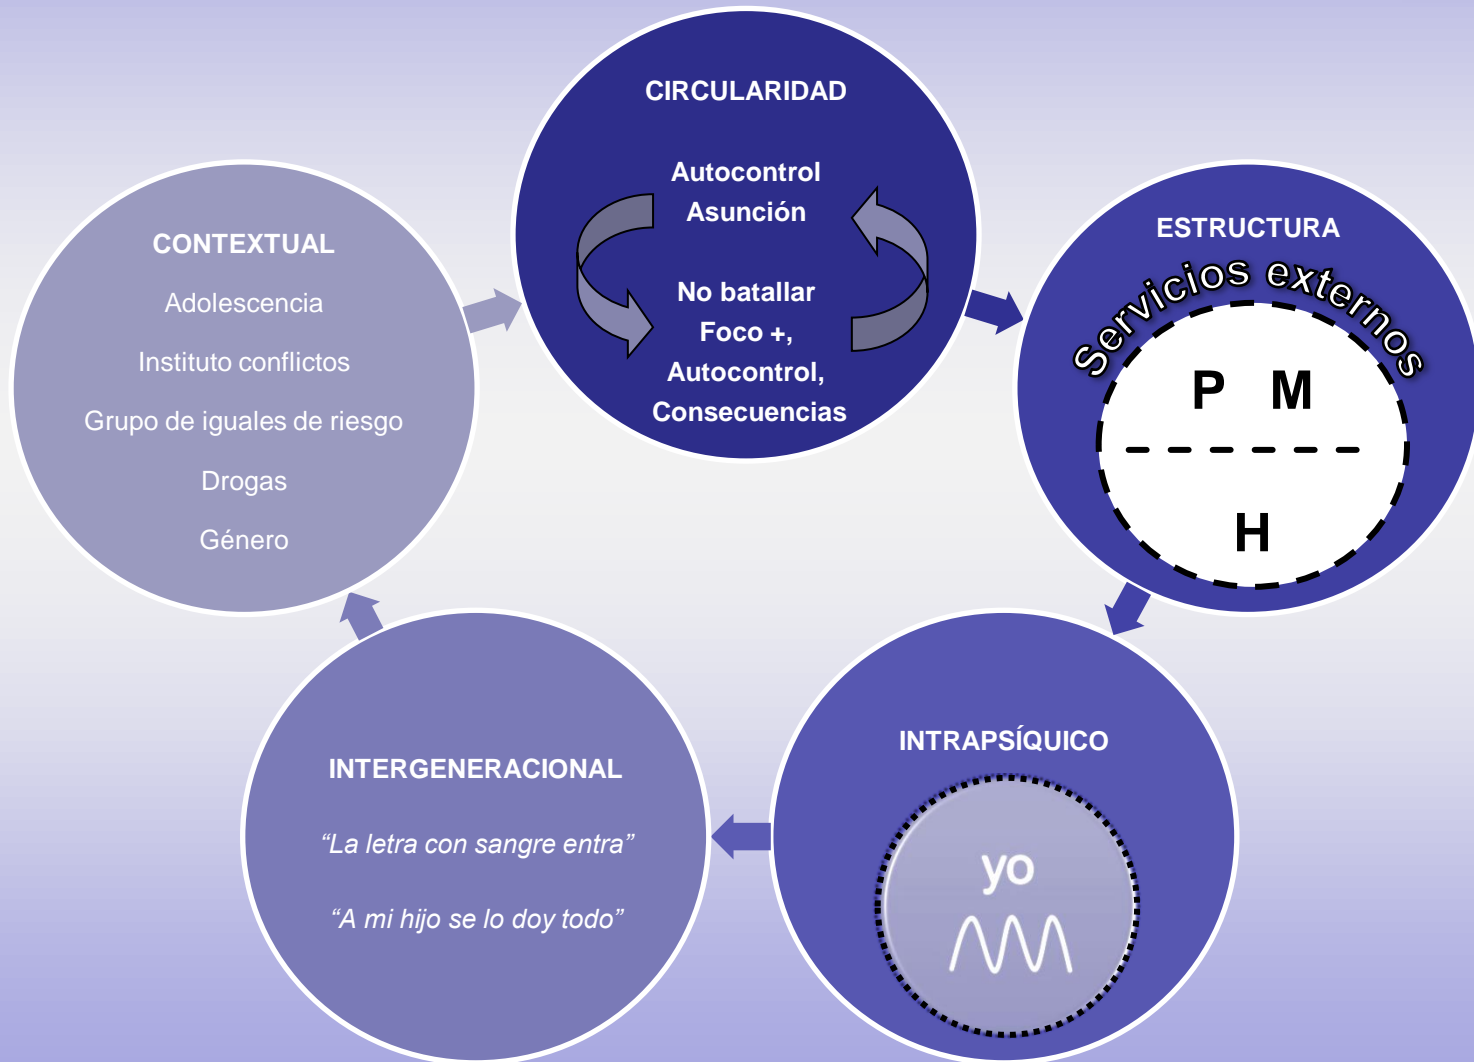 CIRCULARIDAD
Autocontrol
Asunción
No batallar
Foco +,
Autocontrol,
Consecuencias
ESTRUCTURA
Servicios externos
P M
H
INTRAPSÍQUICO
yo
INTERGENERACIONAL
“La letra con sangre entra”
“A mi hijo se lo doy todo”
CONTEXTUAL
Adolescencia
Instituto conflictos
Grupo de iguales de riesgo
Drogas
Género